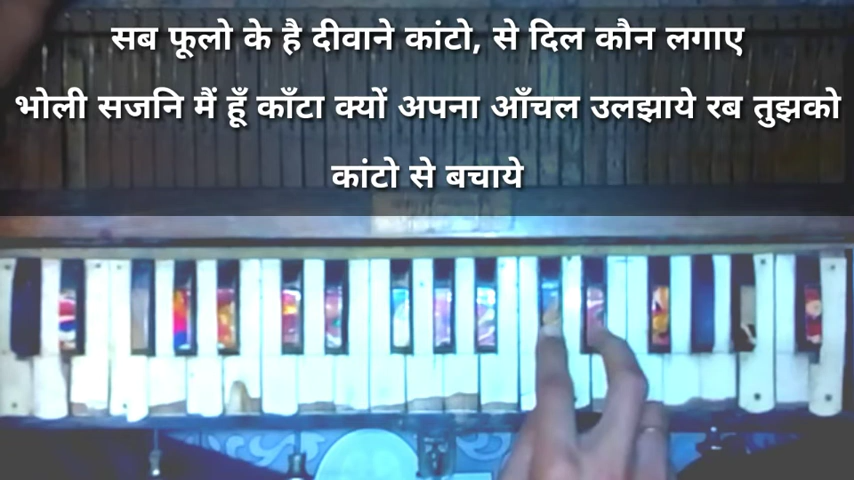 सब फूलो के है दीवाने कांटो, से दिल कौन लगाए
भोली सजनि मैं हूँ काँटा क्यों अपना आँचल उलझाये रब तुझको
कांटो से बचाये